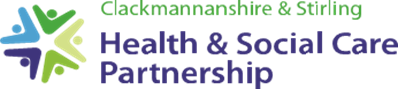 Clackmannanshire & Stirling
Health & Social Care
Partnership